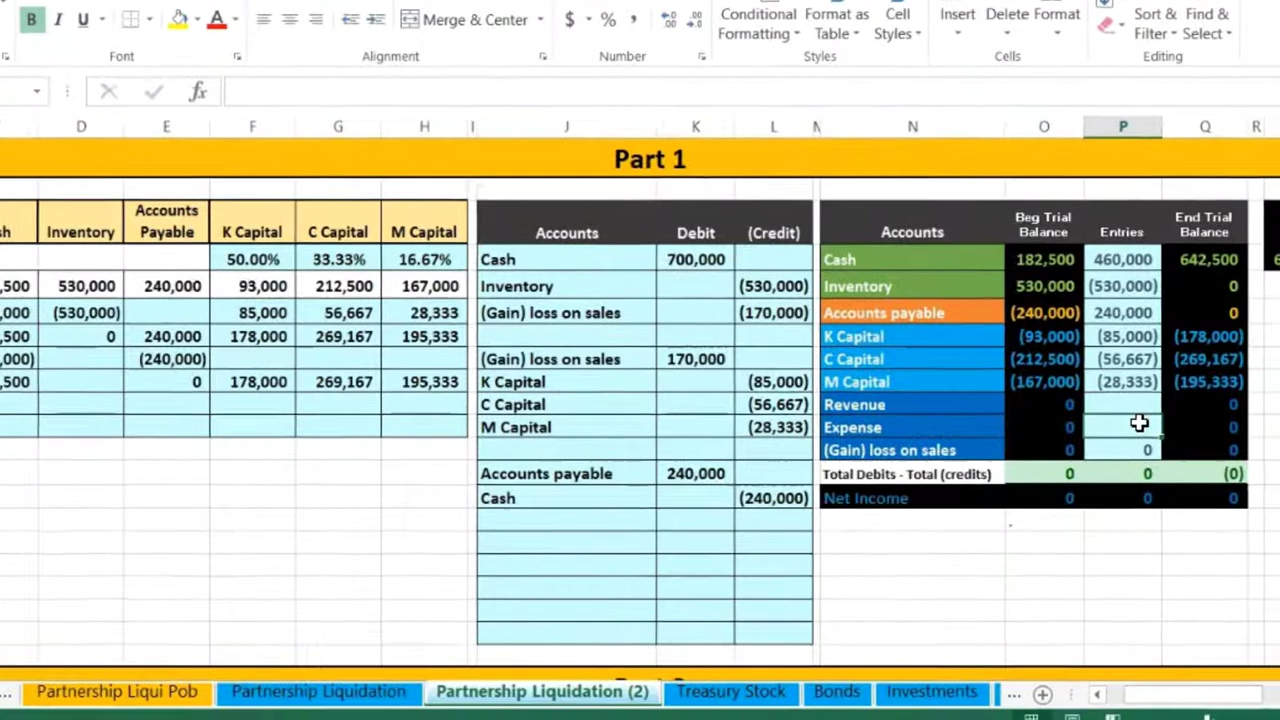 B I U A Merge & Center $ % , Conditional Formatting Format as Table Cell Styles Insert Delete Format Sort & Filter Find & Select
Font Alignment Number Styles Cells Editing
fx
D E F G H I J K L M N O P Q R
Part 1
sh Inventory Accounts Payable K Capital C Capital M Capital Accounts Debit (Credit) Accounts Beg Trial Balance Entries End Trial Balance
50.00% 33.33% 16.67% Cash 700,000 Cash 182,500 460,000 642,500 6
,500 530,000 240,000 93,000 212,500 167,000 Inventory (530,000) Inventory 530,000 (530,000) 0
,000 (530,000) 85,000 56,667 28,333 (Gain) loss on sales (170,000) Accounts payable (240,000) 240,000 0
,500 0 240,000 178,000 269,167 195,333 K Capital (93,000) (85,000) (178,000)
,000) (240,000) (Gain) loss on sales 170,000 C Capital (212,500) (56,667) (269,167)
,500 0 178,000 269,167 195,333 K Capital (85,000) M Capital (167,000) (28,333) (195,333)
C Capital (56,667) Revenue 0 0
M Capital (28,333) Expense 0 0
(Gain) loss on sales 0 0 0
Accounts payable 240,000 Total Debits - Total (credits) 0 0 (0)
Cash (240,000) Net Income 0 0 0
... Partnership Liqui Pob Partnership Liquidation Partnership Liquidation (2) Treasury Stock Bonds Investments ...